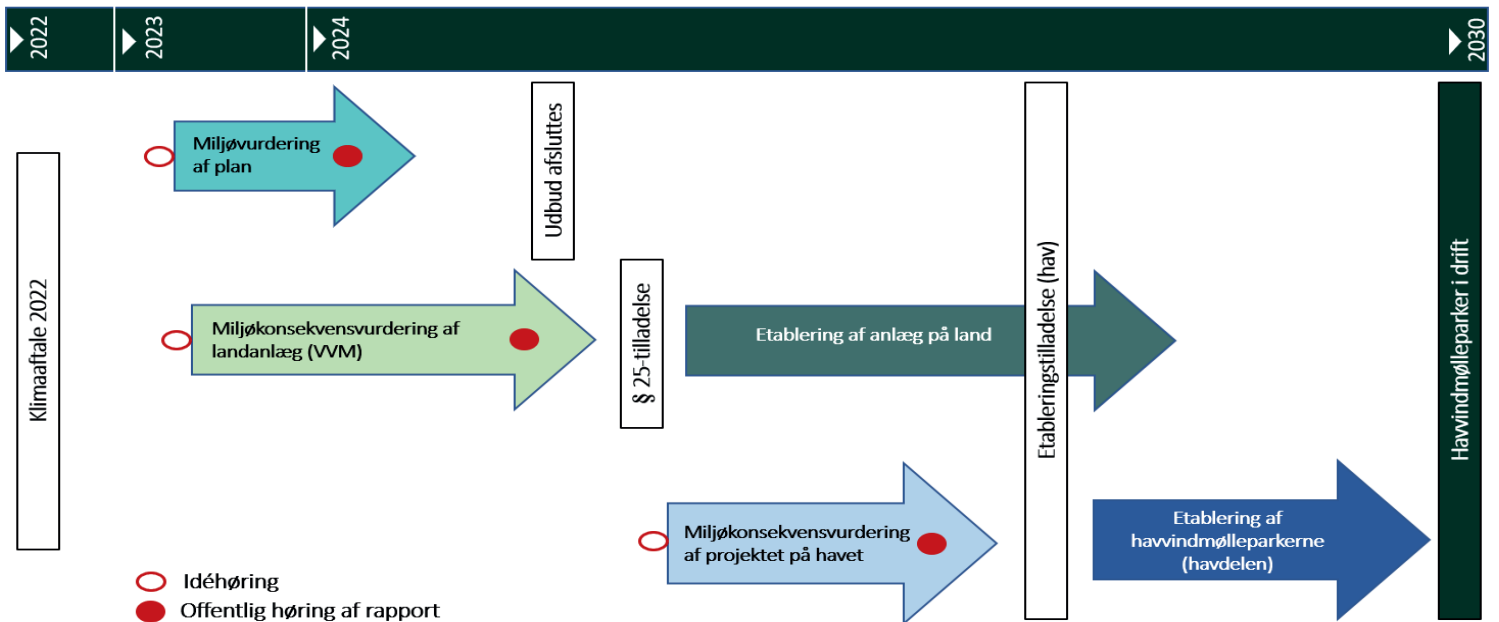 2022
2023
2024
2030
Klimaaftale 2022
Miljøvurdering
af plan
Udbud afsluttes
Miljøkonsekvensvurdering af
landanlæg (VVM)
§ 25-tilladelse
Etablering af anlæg på land
Miljøkonsekvensvurdering
af projektet på havet
Etableringstilladelse (hav)
Etablering af
havvindmølleparkerne
(havdelen)
Havvindmølleparker i drift
Idéhøring
Offentlig høring af rapport